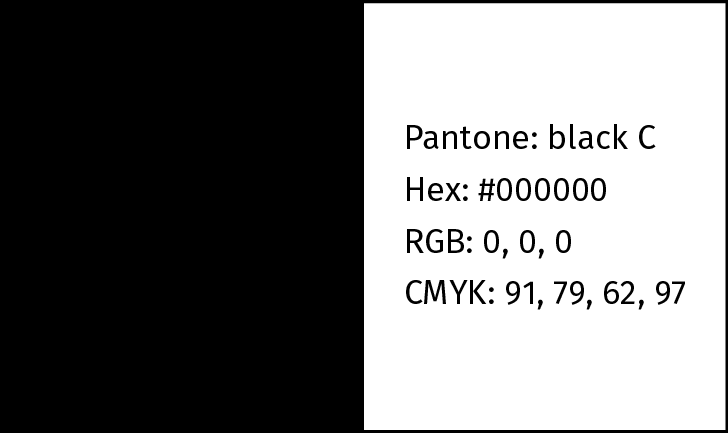 Pantone: black C
Hex: #000000
RGB: 0, 0, 0
CMYK: 91, 79, 62, 97